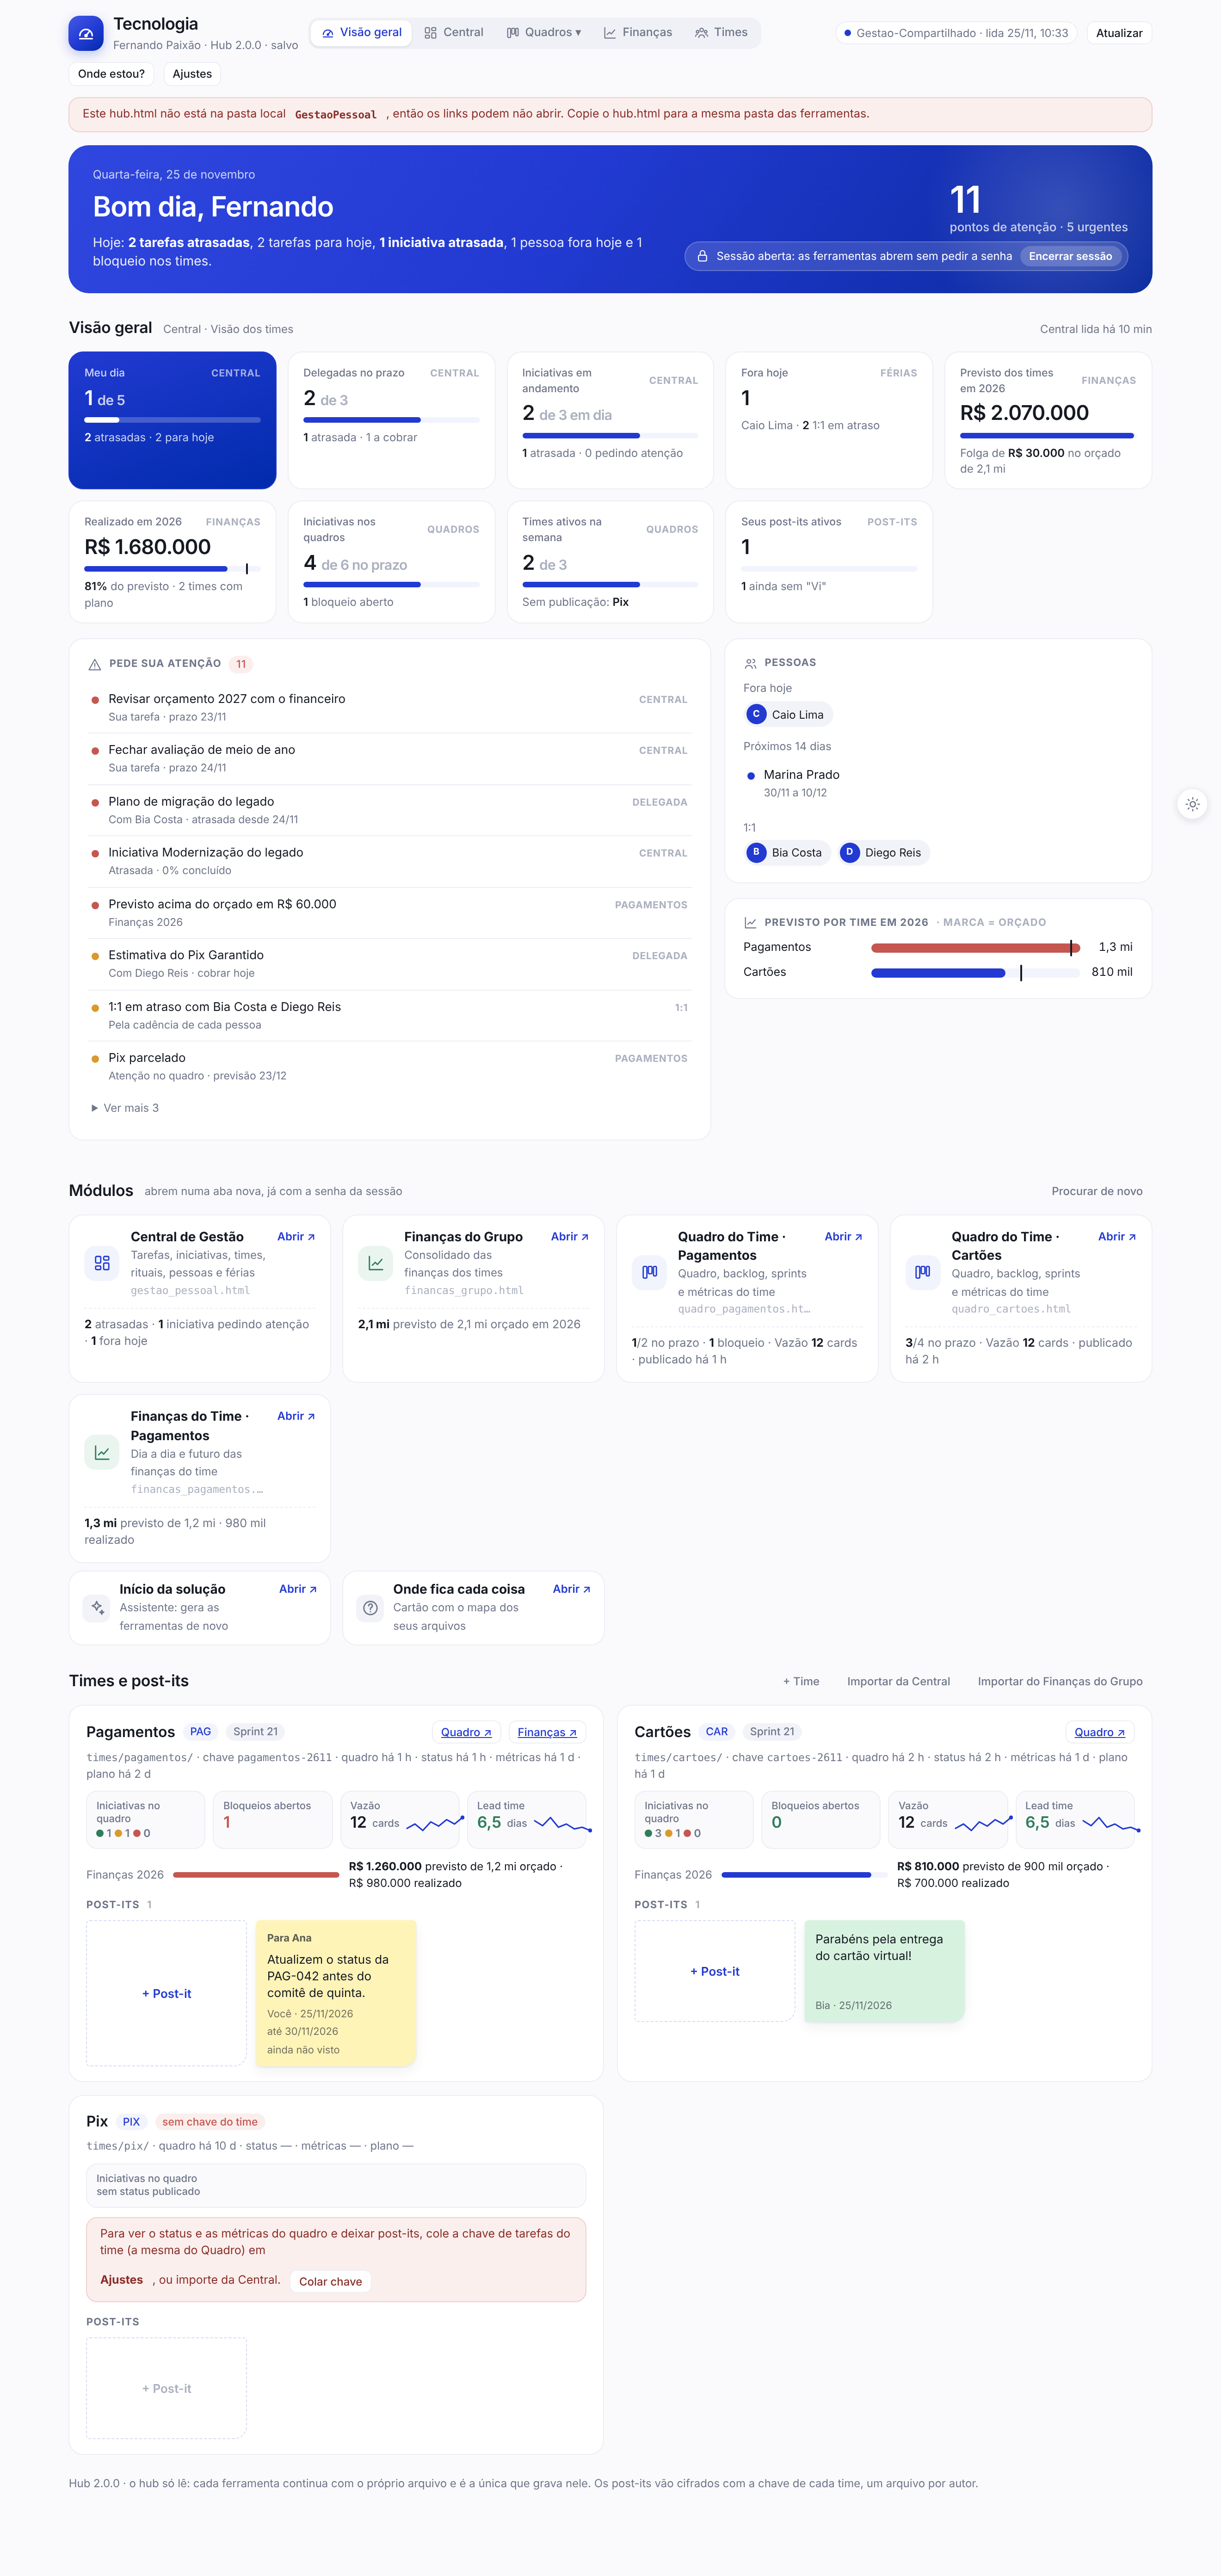 Tecnologia
Fernando Paixão · Hub 2.0.0 · salvo
Visão geral
Central
Quadros ▾
Finanças
Times
Gestao-Compartilhado · lida 25/11, 10:33
Atualizar
Onde estou?
Ajustes
Este hub.html não está na pasta local GestaoPessoal , então os links podem não abrir. Copie o hub.html para a mesma pasta das ferramentas.
Quarta-feira, 25 de novembro
Bom dia, Fernando
Hoje: 2 tarefas atrasadas, 2 tarefas para hoje, 1 iniciativa atrasada, 1 pessoa fora hoje e 1
bloqueio nos times.
11
pontos de atenção · 5 urgentes
Sessão aberta: as ferramentas abrem sem pedir a senha
Encerrar sessão
Visão geral
Central · Visão dos times
Central lida há 10 min
Meu dia
CENTRAL
1 de 5
2 atrasadas · 2 para hoje
Delegadas no prazo
CENTRAL
2 de 3
1 atrasada · 1 a cobrar
Iniciativas em
andamento
CENTRAL
2 de 3 em dia
1 atrasada · 0 pedindo atenção
Fora hoje
FÉRIAS
1
Caio Lima · 2 1:1 em atraso
Previsto dos times
em 2026
FINANÇAS
R$ 2.070.000
Folga de R$ 30.000 no orçado
de 2,1 mi
Realizado em 2026
FINANÇAS
R$ 1.680.000
81% do previsto · 2 times com
plano
Iniciativas nos
quadros
QUADROS
4 de 6 no prazo
1 bloqueio aberto
Times ativos na
semana
QUADROS
2 de 3
Sem publicação: Pix
Seus post-its ativos
POST-ITS
1
1 ainda sem "Vi"
PEDE SUA ATENÇÃO 11
Revisar orçamento 2027 com o financeiro
CENTRAL
Sua tarefa · prazo 23/11
Fechar avaliação de meio de ano
CENTRAL
Sua tarefa · prazo 24/11
Plano de migração do legado
DELEGADA
Com Bia Costa · atrasada desde 24/11
Iniciativa Modernização do legado
CENTRAL
Atrasada · 0% concluído
Previsto acima do orçado em R$ 60.000
PAGAMENTOS
Finanças 2026
Estimativa do Pix Garantido
DELEGADA
Com Diego Reis · cobrar hoje
1:1 em atraso com Bia Costa e Diego Reis
1:1
Pela cadência de cada pessoa
Pix parcelado
PAGAMENTOS
Atenção no quadro · previsão 23/12
▶ Ver mais 3
PESSOAS
Fora hoje
C Caio Lima
Próximos 14 dias
Marina Prado
30/11 a 10/12
1:1
B Bia Costa
D Diego Reis
PREVISTO POR TIME EM 2026 · MARCA = ORÇADO
Pagamentos
1,3 mi
Cartões
810 mil
Módulos
abrem numa aba nova, já com a senha da sessão
Procurar de novo
Central de Gestão
Abrir ↗
Tarefas, iniciativas, times,
rituais, pessoas e férias
gestao_pessoal.html
2 atrasadas · 1 iniciativa pedindo atenção
· 1 fora hoje
Finanças do Grupo
Abrir ↗
Consolidado das
finanças dos times
financas_grupo.html
2,1 mi previsto de 2,1 mi orçado em 2026
Quadro do Time ·
Pagamentos
Abrir ↗
Quadro, backlog, sprints
e métricas do time
quadro_pagamentos.ht…
1/2 no prazo · 1 bloqueio · Vazão 12 cards
· publicado há 1 h
Quadro do Time ·
Cartões
Abrir ↗
Quadro, backlog, sprints
e métricas do time
quadro_cartoes.html
3/4 no prazo · Vazão 12 cards · publicado
há 2 h
Finanças do Time ·
Pagamentos
Abrir ↗
Dia a dia e futuro das
finanças do time
financas_pagamentos.…
1,3 mi previsto de 1,2 mi · 980 mil
realizado
Início da solução
Abrir ↗
Assistente: gera as
ferramentas de novo
Onde fica cada coisa
Abrir ↗
Cartão com o mapa dos
seus arquivos
Times e post-its
+ Time
Importar da Central
Importar do Finanças do Grupo
Pagamentos PAG Sprint 21
Quadro ↗
Finanças ↗
times/pagamentos/ · chave pagamentos-2611 · quadro há 1 h · status há 1 h · métricas há 1 d ·
plano há 2 d
Iniciativas no
quadro
1 1 0
Bloqueios abertos
1
Vazão
12 cards
Lead time
6,5 dias
Finanças 2026
R$ 1.260.000 previsto de 1,2 mi orçado ·
R$ 980.000 realizado
POST-ITS 1
+ Post-it
Para Ana
Atualizem o status da
PAG-042 antes do
comitê de quinta.
Você · 25/11/2026
até 30/11/2026
ainda não visto
Cartões CAR Sprint 21
Quadro ↗
times/cartoes/ · chave cartoes-2611 · quadro há 2 h · status há 2 h · métricas há 1 d · plano
há 1 d
Iniciativas no
quadro
3 1 0
Bloqueios abertos
0
Vazão
12 cards
Lead time
6,5 dias
Finanças 2026
R$ 810.000 previsto de 900 mil orçado ·
R$ 700.000 realizado
POST-ITS 1
+ Post-it
Parabéns pela entrega
do cartão virtual!
Bia · 25/11/2026
Pix PIX sem chave do time
times/pix/ · quadro há 10 d · status — · métricas — · plano —
Iniciativas no quadro
sem status publicado
Para ver o status e as métricas do quadro e deixar post-its, cole a chave de tarefas do
time (a mesma do Quadro) em
Ajustes , ou importe da Central.
Colar chave
POST-ITS
+ Post-it
Hub 2.0.0 · o hub só lê: cada ferramenta continua com o próprio arquivo e é a única que grava nele. Os post-its vão cifrados com a chave de cada time, um arquivo por autor.